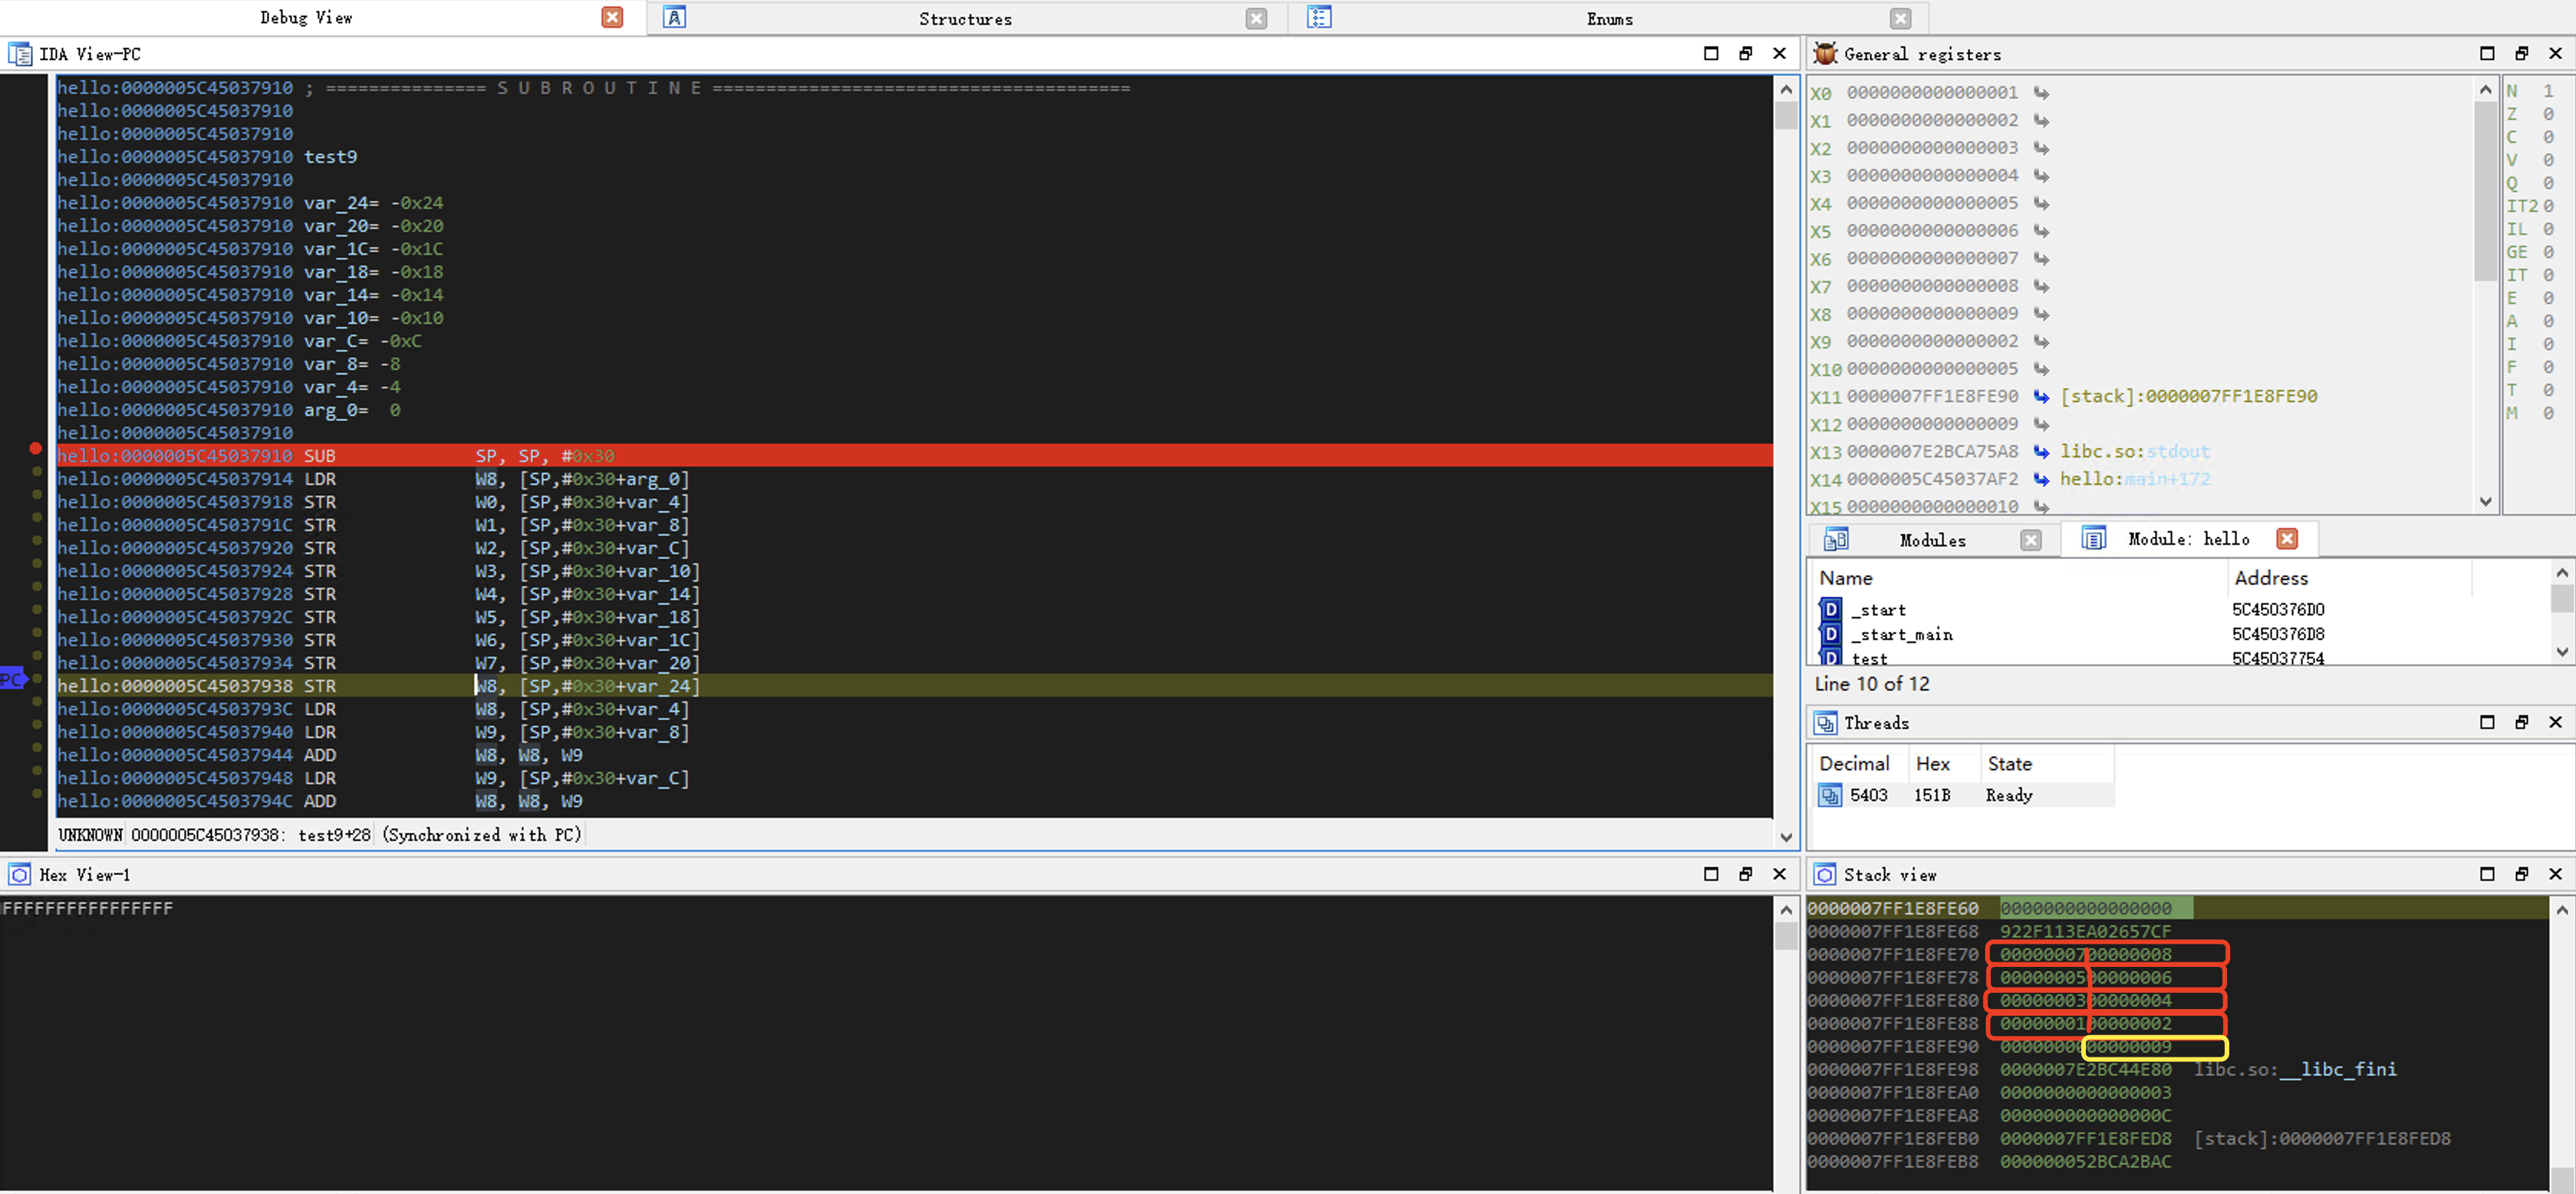 Debug View
Structures
Enums
IDA View-PC
hello:0000005C45037910 ; =============== S U B R O U T I N E =======================================
hello:0000005C45037910
hello:0000005C45037910
hello:0000005C45037910 test9
hello:0000005C45037910
hello:0000005C45037910 var_24= -0x24
hello:0000005C45037910 var_20= -0x20
hello:0000005C45037910 var_1C= -0x1C
hello:0000005C45037910 var_18= -0x18
hello:0000005C45037910 var_14= -0x14
hello:0000005C45037910 var_10= -0x10
hello:0000005C45037910 var_C= -0xC
hello:0000005C45037910 var_8= -8
hello:0000005C45037910 var_4= -4
hello:0000005C45037910 arg_0= 0
hello:0000005C45037910
hello:0000005C45037910 SUB SP, SP, #0x30
hello:0000005C45037914 LDR W8, [SP,#0x30+arg_0]
hello:0000005C45037918 STR W0, [SP,#0x30+var_4]
hello:0000005C4503791C STR W1, [SP,#0x30+var_8]
hello:0000005C45037920 STR W2, [SP,#0x30+var_C]
hello:0000005C45037924 STR W3, [SP,#0x30+var_10]
hello:0000005C45037928 STR W4, [SP,#0x30+var_14]
hello:0000005C4503792C STR W5, [SP,#0x30+var_18]
hello:0000005C45037930 STR W6, [SP,#0x30+var_1C]
hello:0000005C45037934 STR W7, [SP,#0x30+var_20]
PC
hello:0000005C45037938 STR W8, [SP,#0x30+var_24]
hello:0000005C4503793C LDR W8, [SP,#0x30+var_4]
hello:0000005C45037940 LDR W9, [SP,#0x30+var_8]
hello:0000005C45037944 ADD W8, W8, W9
hello:0000005C45037948 LDR W9, [SP,#0x30+var_C]
hello:0000005C4503794C ADD W8, W8, W9
UNKNOWN 0000005C45037938: test9+28 (Synchronized with PC)
General registers
X0 0000000000000001
X1 0000000000000002
X2 0000000000000003
X3 0000000000000004
X4 0000000000000005
X5 0000000000000006
X6 0000000000000007
X7 0000000000000008
X8 0000000000000009
X9 0000000000000002
X10 0000000000000005
X11 0000007FF1E8FE90 [stack]:0000007FF1E8FE90
X12 0000000000000009
X13 0000007E2BCA75A8 libc.so:stdout
X14 0000005C45037AF2 hello:main+172
X15 0000000000000010
N 1
Z 0
C 0
V 0
Q 0
IT2 0
IL 0
GE 0
IT 0
E 0
A 0
I 0
F 0
T 0
M 0
Modules
Module: hello
Name Address
_start 5C450376D0
_start_main 5C450376D8
test 5C45037754
Line 10 of 12
Threads
Decimal Hex State
5403 151B Ready
Hex View-1
FFFFFFFFFFFFFFFF
Stack view
0000007FF1E8FE60 0000000000000000
0000007FF1E8FE68 922F113EA02657CF
0000007FF1E8FE70 0000000700000008
0000007FF1E8FE78 0000000500000006
0000007FF1E8FE80 0000000300000004
0000007FF1E8FE88 0000000100000002
0000007FF1E8FE90 0000000000000009
0000007FF1E8FE98 0000007E2BC44E80 libc.so:__libc_fini
0000007FF1E8FEA0 0000000000000003
0000007FF1E8FEA8 000000000000000C
0000007FF1E8FEB0 0000007FF1E8FED8 [stack]:0000007FF1E8FED8
0000007FF1E8FEB8 000000052BCA2BAC